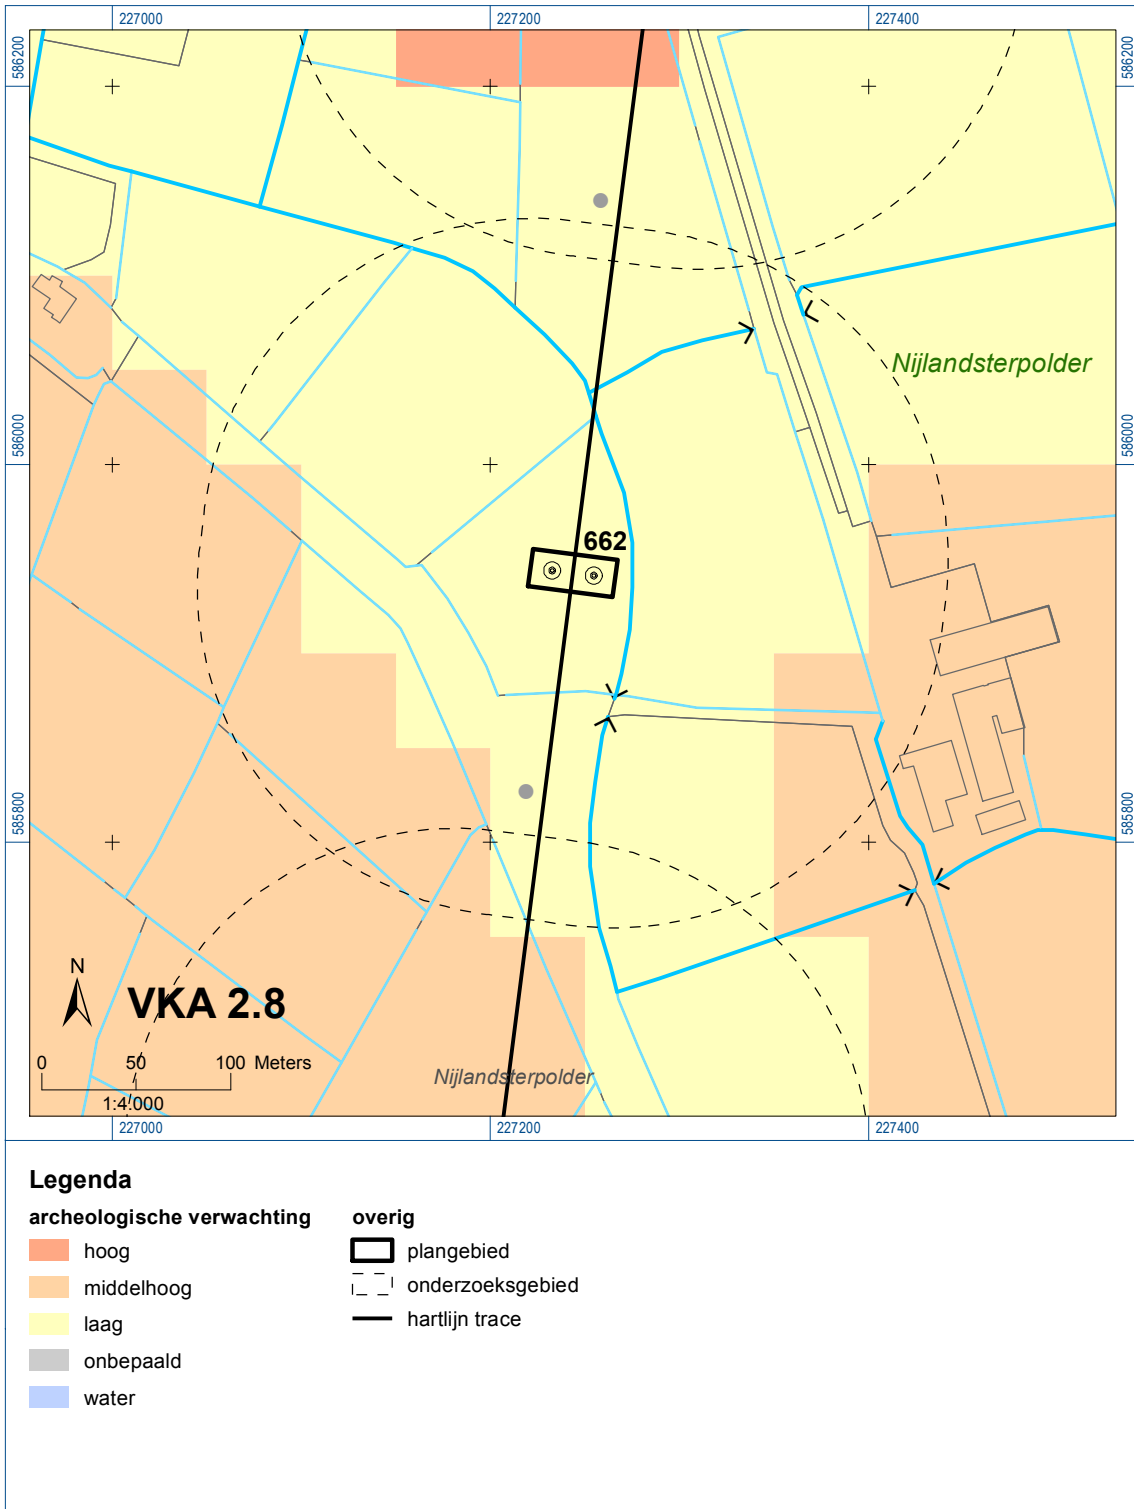 227000
227200
227400
586200
586200
Nijlandsterpolder
586000
586000
662
585800
585800
N
VKA 2.8
0
50
100 Meters
1:4.000
Nijlandsterpolder
227000
227200
227400
Legenda
archeologische verwachting
hoog
middelhoog
laag
onbepaald
water
overig
plangebied
onderzoeksgebied
hartlijn trace